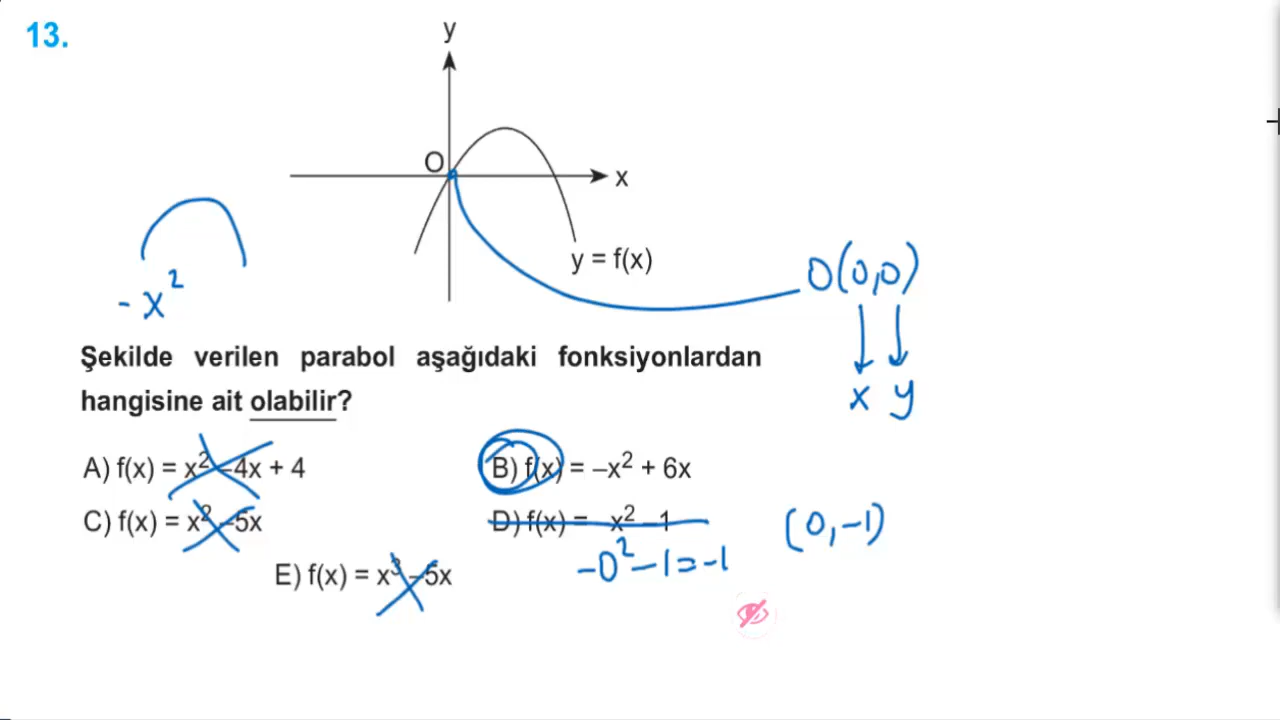 13.
y
O
x
y = f(x)
O(0,0)
-x²
x y
Şekilde verilen parabol aşağıdaki fonksiyonlardan
hangisine ait olabilir?
A) f(x) = x² – 4x + 4
B) f(x) = –x² + 6x
C) f(x) = x² – 5x
D) f(x) = –x² – 1
(0,-1)
-0²-1=-1
E) f(x) = x³ – 5x